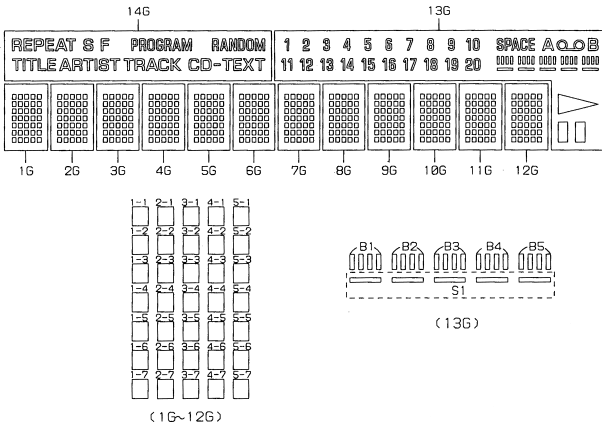 14G 13G
REPEAT S F PROGRAM RANDOM 1 2 3 4 5 6 7 8 9 10 SPACE A B
TITLE ARTIST TRACK CD-TEXT 11 12 13 14 15 16 17 18 19 20
1G 2G 3G 4G 5G 6G 7G 8G 9G 10G 11G 12G
1-1 2-1 3-1 4-1 5-1
1-2 2-2 3-2 4-2 5-2
1-3 2-3 3-3 4-3 5-3
1-4 2-4 3-4 4-4 5-4
1-5 2-5 3-5 4-5 5-5
1-6 2-6 3-6 4-6 5-6
1-7 2-7 3-7 4-7 5-7
(1G~12G)
B1 B2 B3 B4 B5
S1
(13G)